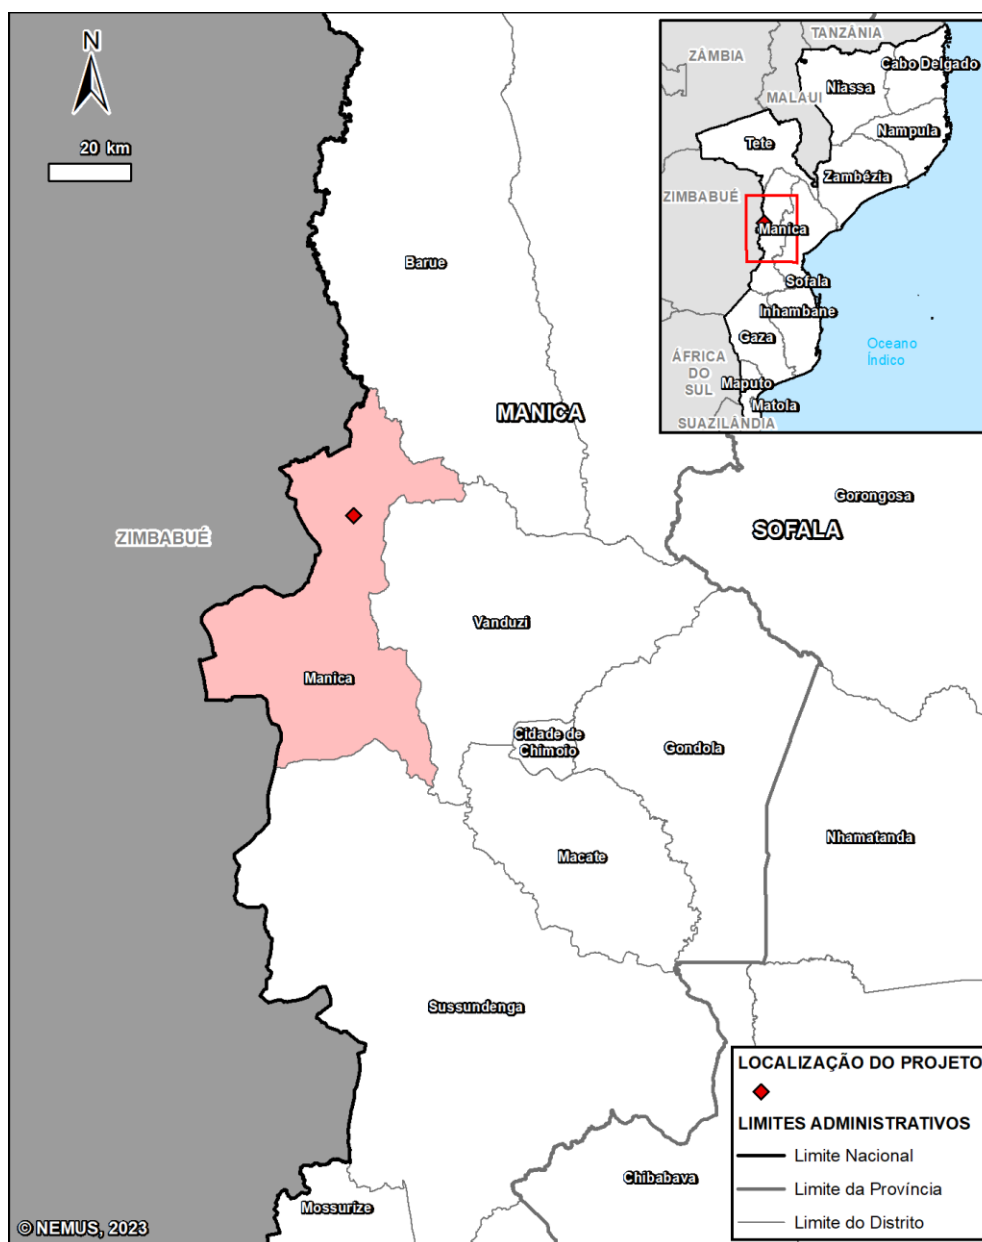 N
20 km
TANZÂNIA
ZÂMBIA
Cabo Delgado
Niassa
MALAUI
Nampula
Tete
Zambézia
ZIMBABUÉ
Manica
Sofala
Inhambane
Gaza
Oceano
Índico
ÁFRICA
DO
SUL
Maputo
Matola
SUAZILÂNDIA
Barue
MANICA
Gorongosa
SOFALA
ZIMBABUÉ
Vanduzi
Manica
Cidade de
Chimoio
Gondola
Nhamatanda
Macate
Sussundenga
Chibabava
Mossurize
LOCALIZAÇÃO DO PROJETO
LIMITES ADMINISTRATIVOS
Limite Nacional
Limite da Província
Limite do Distrito
© NEMUS, 2023